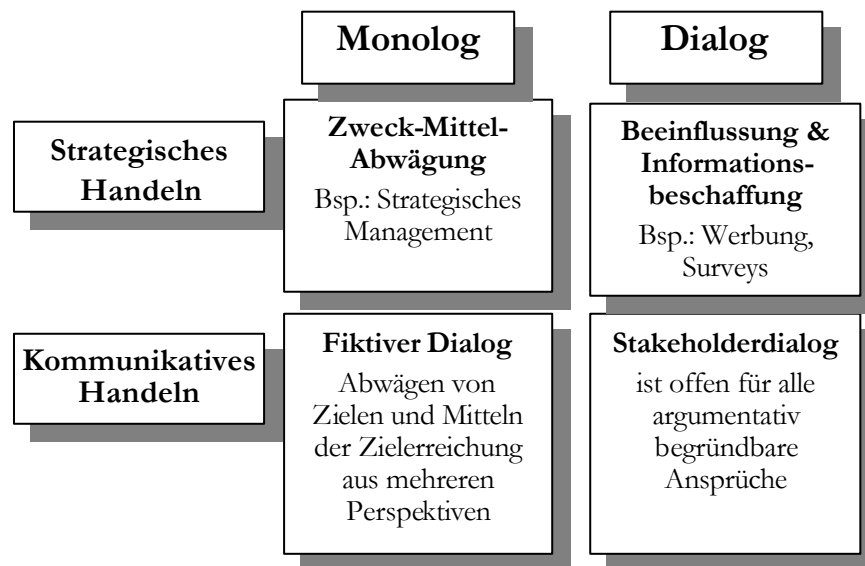 Monolog
Dialog
Strategisches
Handeln
Zweck-Mittel-
Abwägung
Bsp.: Strategisches
Management
Beeinflussung &
Informations-
beschaffung
Bsp.: Werbung,
Surveys
Kommunikatives
Handeln
Fiktiver Dialog
Abwägen von
Zielen und Mitteln
der Zielerreichung
aus mehreren
Perspektiven
Stakeholderdialog
ist offen für alle
argumentativ
begründbare
Ansprüche